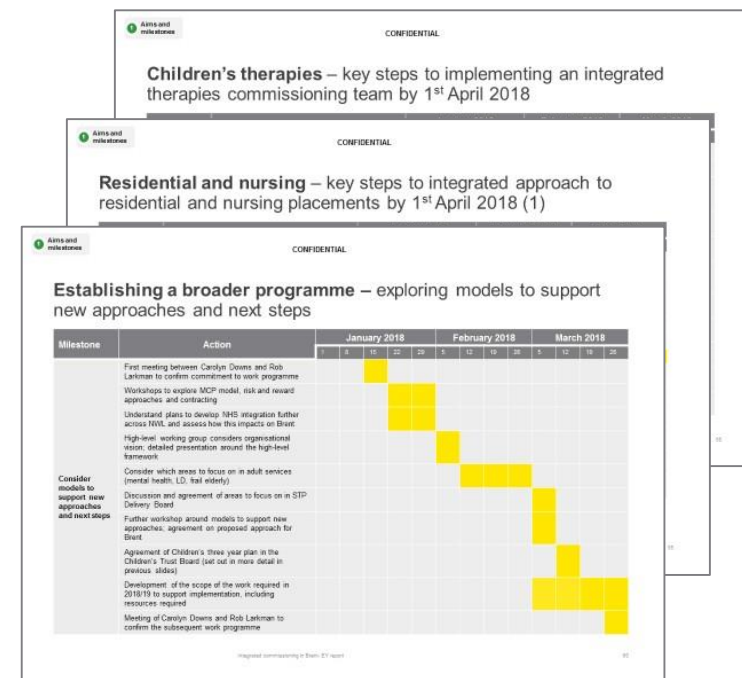 Aims and
milestones
CONFIDENTIAL
Children's therapies – key steps to implementing an integrated
therapies commissioning team by 1st April 2018
Aims and
milestones
CONFIDENTIAL
Residential and nursing – key steps to integrated approach to
residential and nursing placements by 1st April 2018 (1)
Aims and
milestones
CONFIDENTIAL
Establishing a broader programme – exploring models to support
new approaches and next steps
Milestone Action January 2018 February 2018 March 2018
1 8 15 22 29 5 12 19 26 5 12 19 26
Consider
models to
support new
approaches
and next steps
First meeting between Carolyn Downs and Rob
Larkman to confirm commitment to work programme
Workshops to explore MCP model, risk and reward
approaches and contracting
Understand plans to develop NHS integration further
across NWL and assess how this impacts on Brent
High-level working group considers organisational
vision; detailed presentation around the high-level
framework
Consider which areas to focus on in adult services
(mental health, LD, frail elderly)
Discussion and agreement of areas to focus on in STP
Delivery Board
Further workshop around models to support new
approaches; agreement on proposed approach for
Brent
Agreement of Children's three year plan in the
Children's Trust Board (set out in more detail in
previous slides)
Development of the scope of the work required in
2018/19 to support implementation, including
resources required
Meeting of Carolyn Downs and Rob Larkman to
confirm the subsequent work programme
Integrated commissioning in Brent- EY report